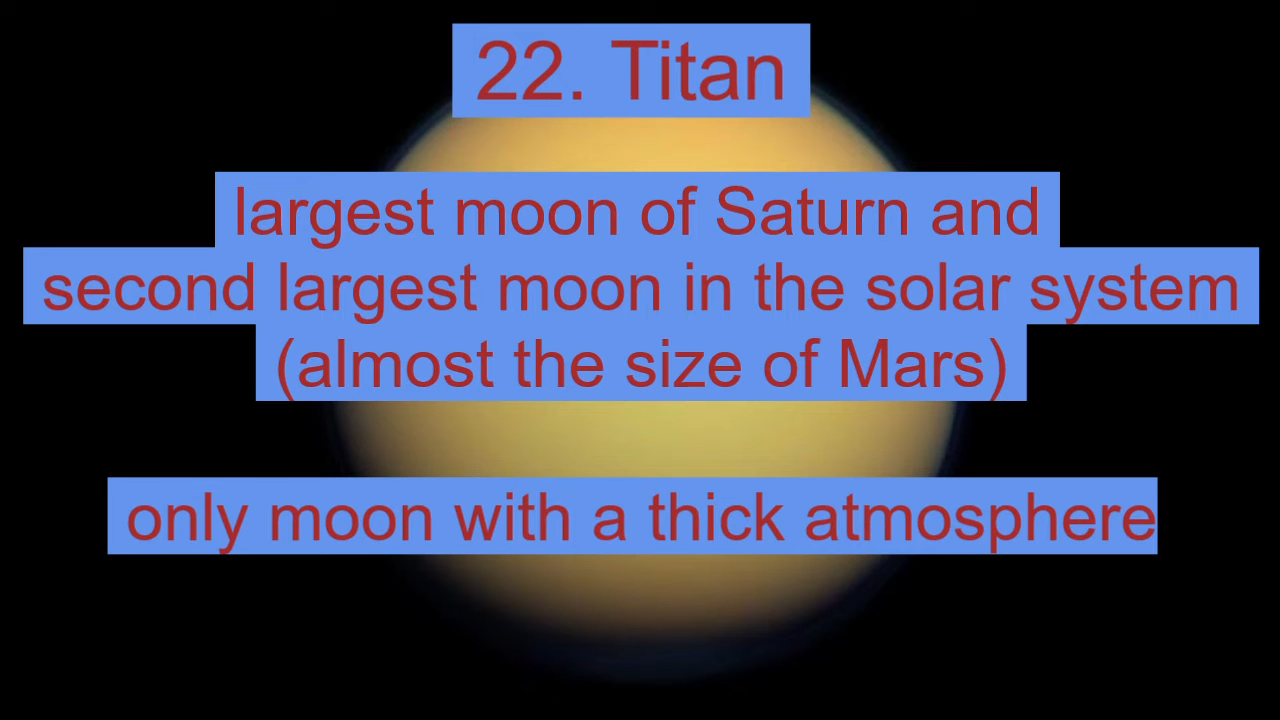 22. Titan
largest moon of Saturn and
second largest moon in the solar system
(almost the size of Mars)
only moon with a thick atmosphere